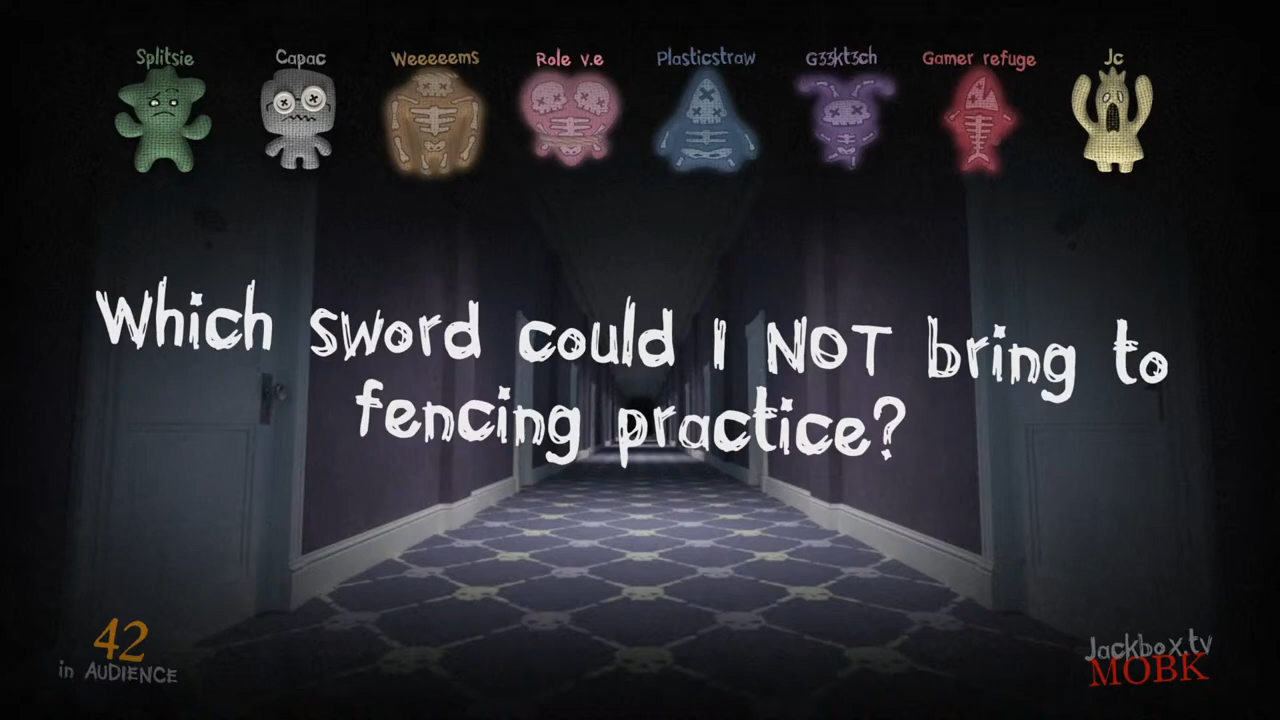 Splitsie
Capac
Weeeeems
Role v.e
Plasticstraw
G33kt3ch
Gamer refuge
Jc
Which sword could I NOT bring to
fencing practice?
42
in AUDIENCE
Jackbox.tv
MOBK